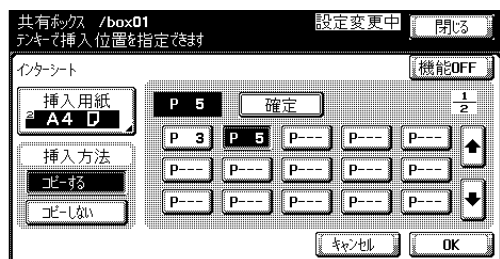 共有ボックス /box01 設定変更中 閉じる
テンキーで挿入位置を指定できます
インターシート 機能OFF
挿入用紙 P 5 確定 1/2
2 A4
P 3 P 5 P--- P--- P---
挿入方法
P--- P--- P--- P--- P---
コピーする
コピーしない P--- P--- P--- P--- P---
キャンセル OK